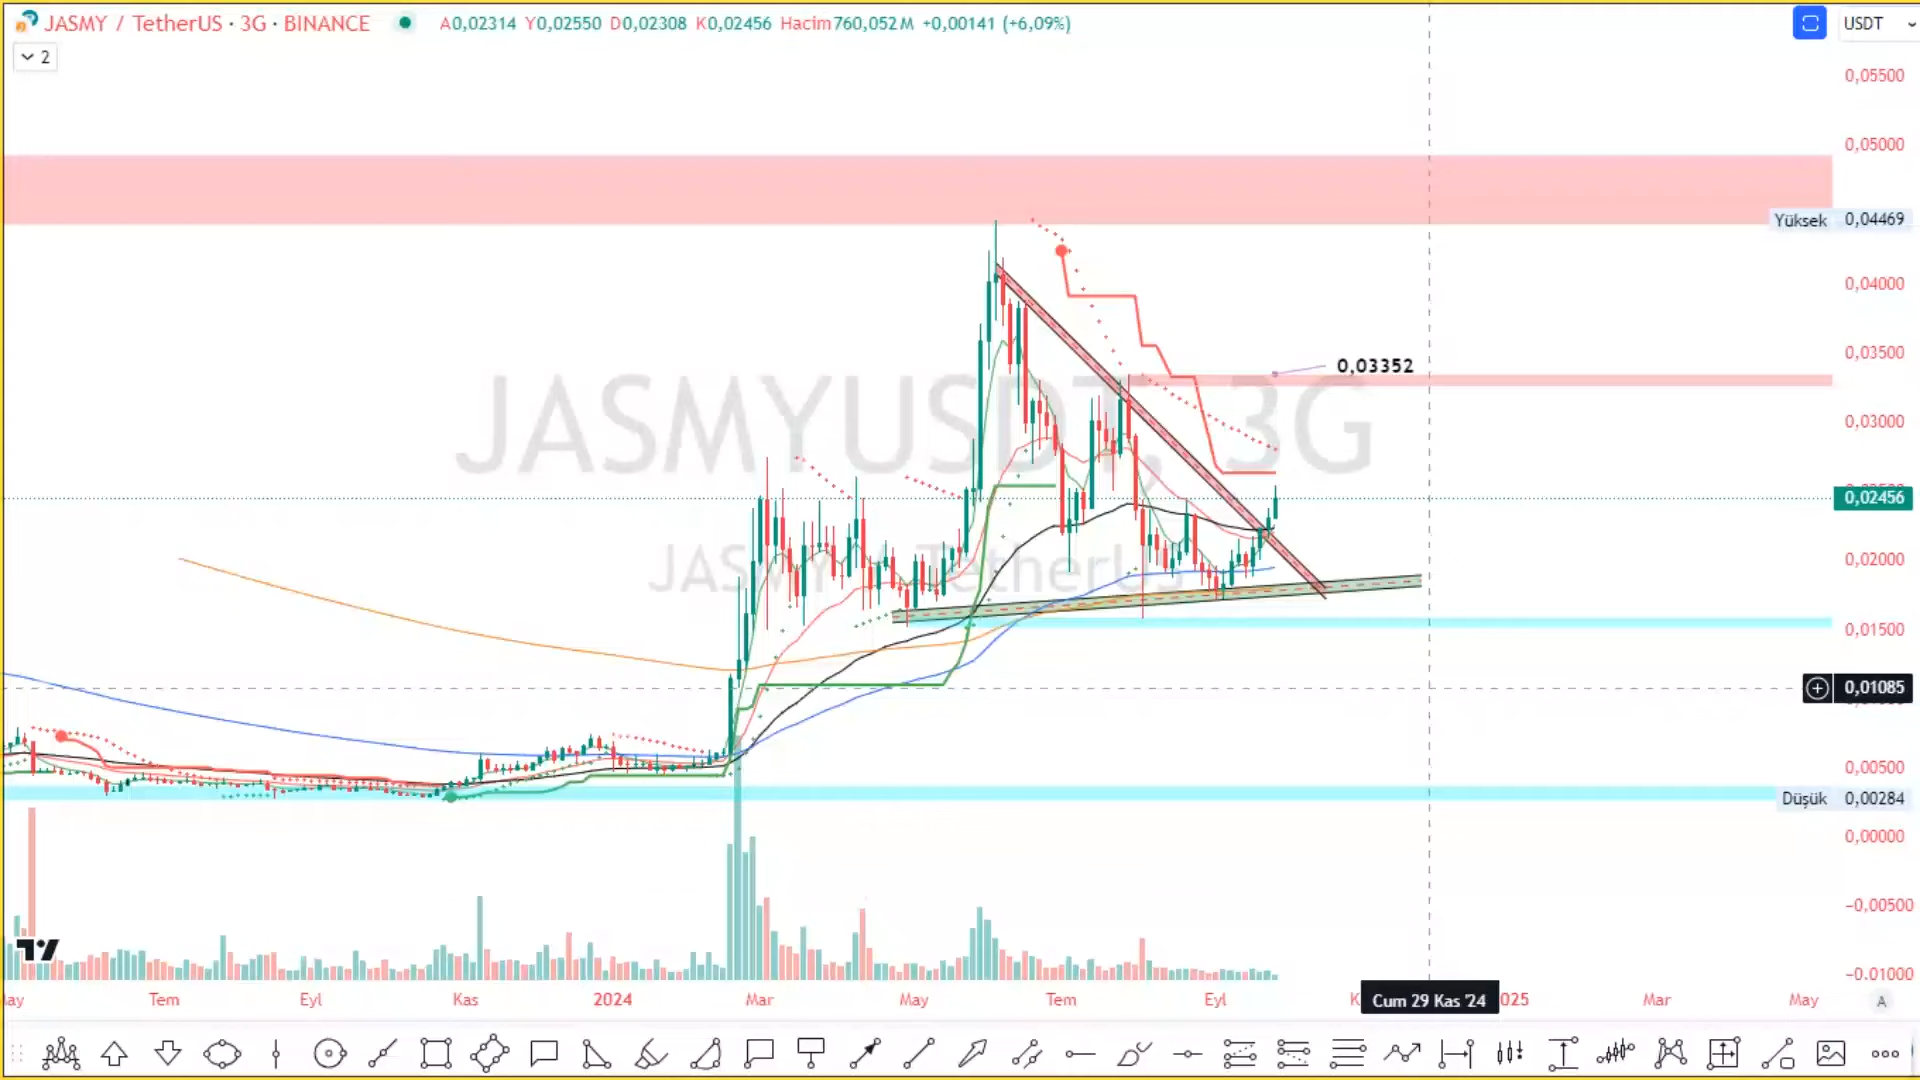 JASMY / TetherUS · 3G · BINANCE
A0,02314 Y0,02550 D0,02308 K0,02456 Hacim760,052 M +0,00141 (+6,09%)
USDT
2
0,05500
0,05000
Yüksek 0,04469
0,04000
0,03500
0,03352
JASMYUSDT, 3G
0,03000
0,02456
JASMY / TetherUS
0,02000
0,01500
0,01085
0,00500
Düşük 0,00284
0,00000
-0,00500
-0,01000
Tem
Eyl
Kas
2024
Mar
May
Tem
Eyl
Cum 29 Kas '24
Mar
May
A